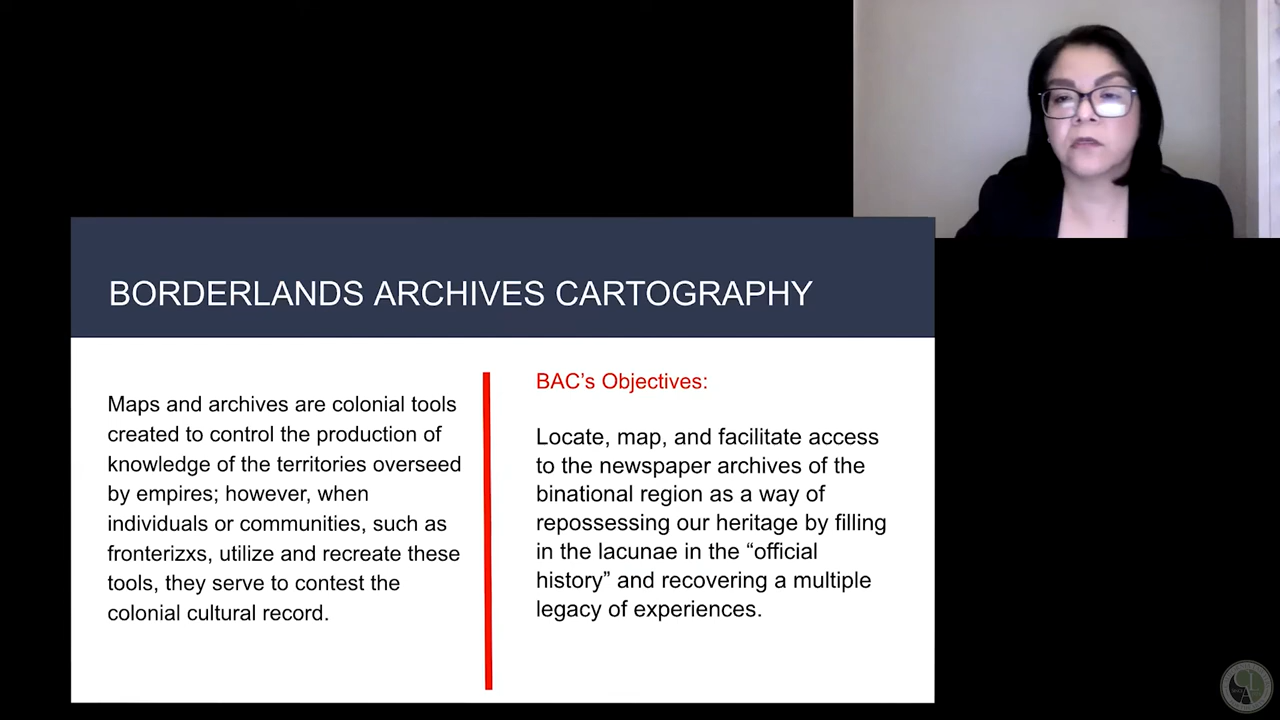 BORDERLANDS ARCHIVES CARTOGRAPHY
Maps and archives are colonial tools
created to control the production of
knowledge of the territories overseed
by empires; however, when
individuals or communities, such as
fronterizxs, utilize and recreate these
tools, they serve to contest the
colonial cultural record.
BAC’s Objectives:
Locate, map, and facilitate access
to the newspaper archives of the
binational region as a way of
repossessing our heritage by filling
in the lacunae in the “official
history” and recovering a multiple
legacy of experiences.